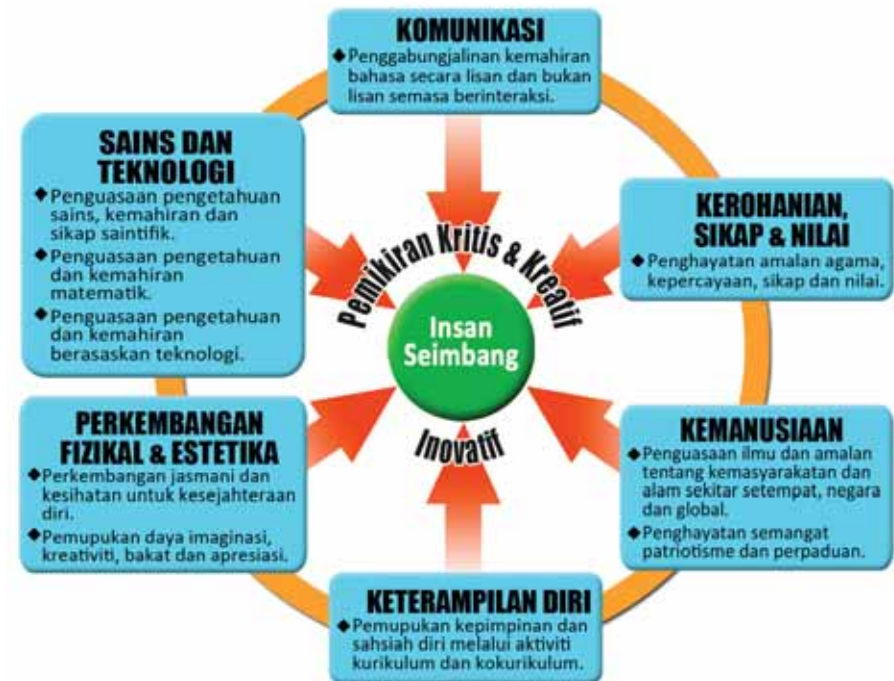 KOMUNIKASI
◆Penggabungjalinan kemahiran
bahasa secara lisan dan bukan
lisan semasa berinteraksi.
SAINS DAN
TEKNOLOGI
◆Penguasaan pengetahuan
sains, kemahiran dan
sikap saintifik.
◆Penguasaan pengetahuan
dan kemahiran
matematik.
◆Penguasaan pengetahuan
dan kemahiran
berasaskan teknologi.
KEROHANIAN,
SIKAP & NILAI
◆Penghayatan amalan agama,
kepercayaan, sikap dan nilai.
Pemikiran Kritis & Kreatif
Insan
Seimbang
Inovatif
PERKEMBANGAN
FIZIKAL & ESTETIKA
◆Perkembangan jasmani dan
kesihatan untuk kesejahteraan
diri.
◆Pemupukan daya imaginasi,
kreativiti, bakat dan apresiasi.
KEMANUSIAAN
◆Penguasaan ilmu dan amalan
tentang kemasyarakatan dan
alam sekitar setempat, negara
dan global.
◆Penghayatan semangat
patriotisme dan perpaduan.
KETERAMPILAN DIRI
◆Pemupukan kepimpinan dan
sahsiah diri melalui aktiviti
kurikulum dan kokurikulum.